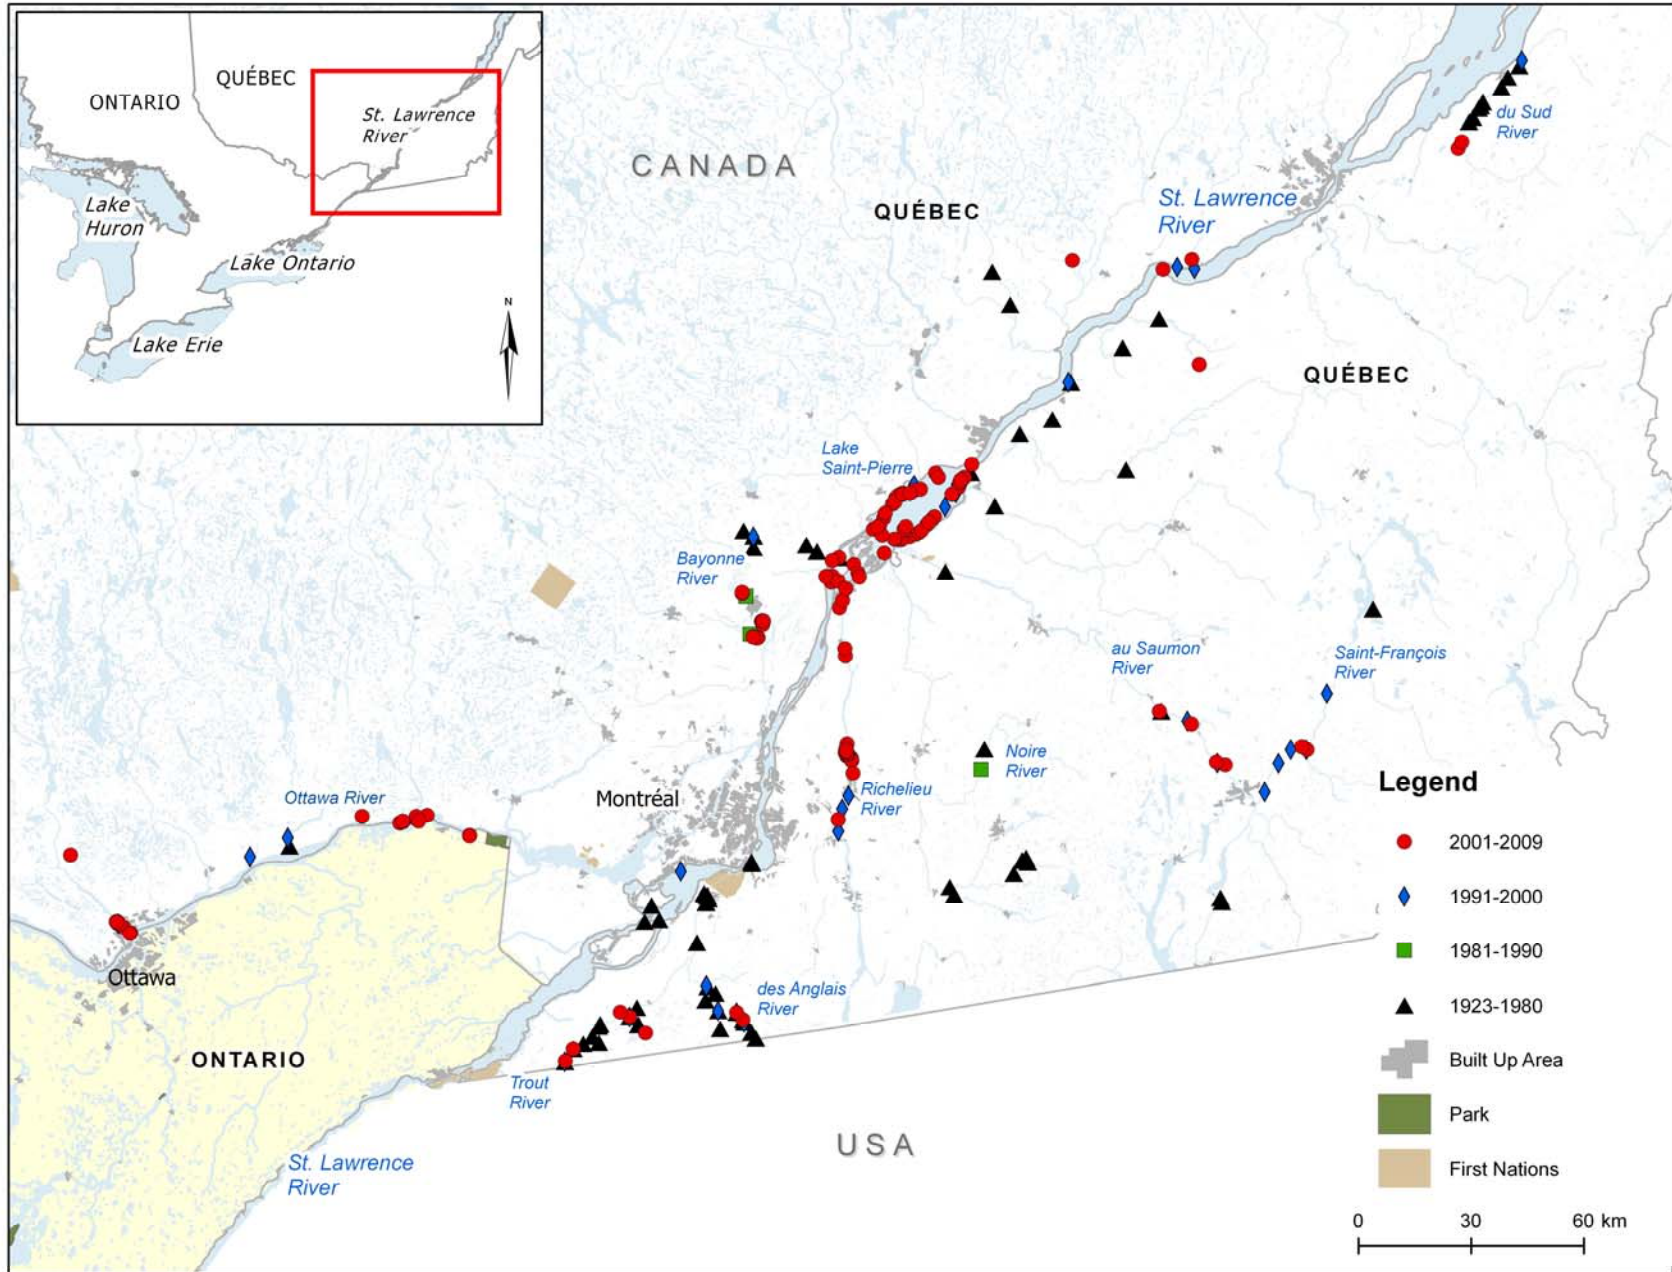 QUÉBEC
ONTARIO
St. Lawrence
River
Lake
Huron
Lake Ontario
Lake Erie
N
CANADA
QUÉBEC
du Sud
River
St. Lawrence
River
QUÉBEC
Lake
Saint-Pierre
Bayonne
River
au Saumon
River
Saint-François
River
Noire
River
Ottawa River
Montréal
Richelieu
River
Ottawa
des Anglais
River
ONTARIO
Trout
River
St. Lawrence
River
USA
Legend
2001-2009
1991-2000
1981-1990
1923-1980
Built Up Area
Park
First Nations
0 30 60 km